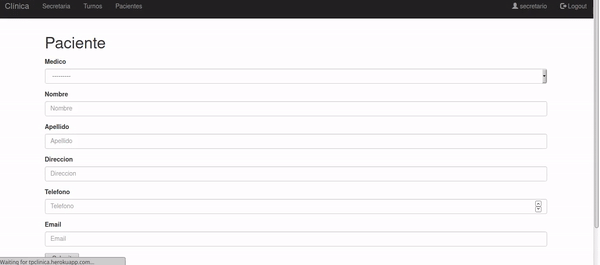 Clinica Secretaria Turnos Pacientes secretario Logout
Paciente
Medico
---------
Nombre
Nombre
Apellido
Apellido
Direccion
Direccion
Telefono
Telefono
Email
Email
Waiting for tpclinica.herokuapp.com...